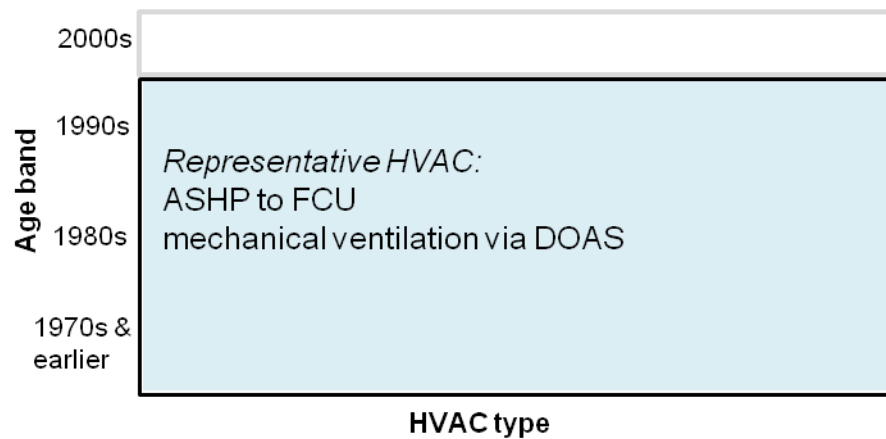 2000s
1990s
1980s
1970s &
earlier
Age band
Representative HVAC:
ASHP to FCU
mechanical ventilation via DOAS
HVAC type